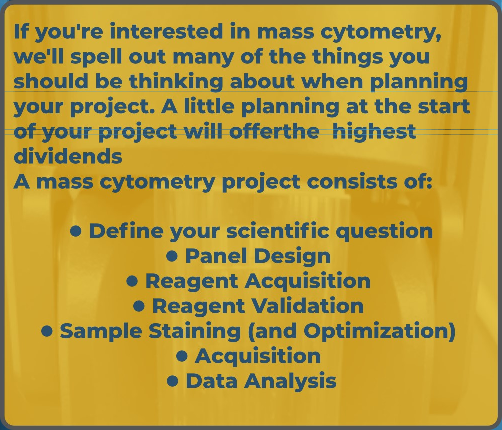 If you're interested in mass cytometry,
we'll spell out many of the things you
should be thinking about when planning
your project. A little planning at the start
of your project will offerthe  highest
dividends
A mass cytometry project consists of:
● Define your scientific question
● Panel Design
● Reagent Acquisition
● Reagent Validation
● Sample Staining (and Optimization)
● Acquisition
● Data Analysis